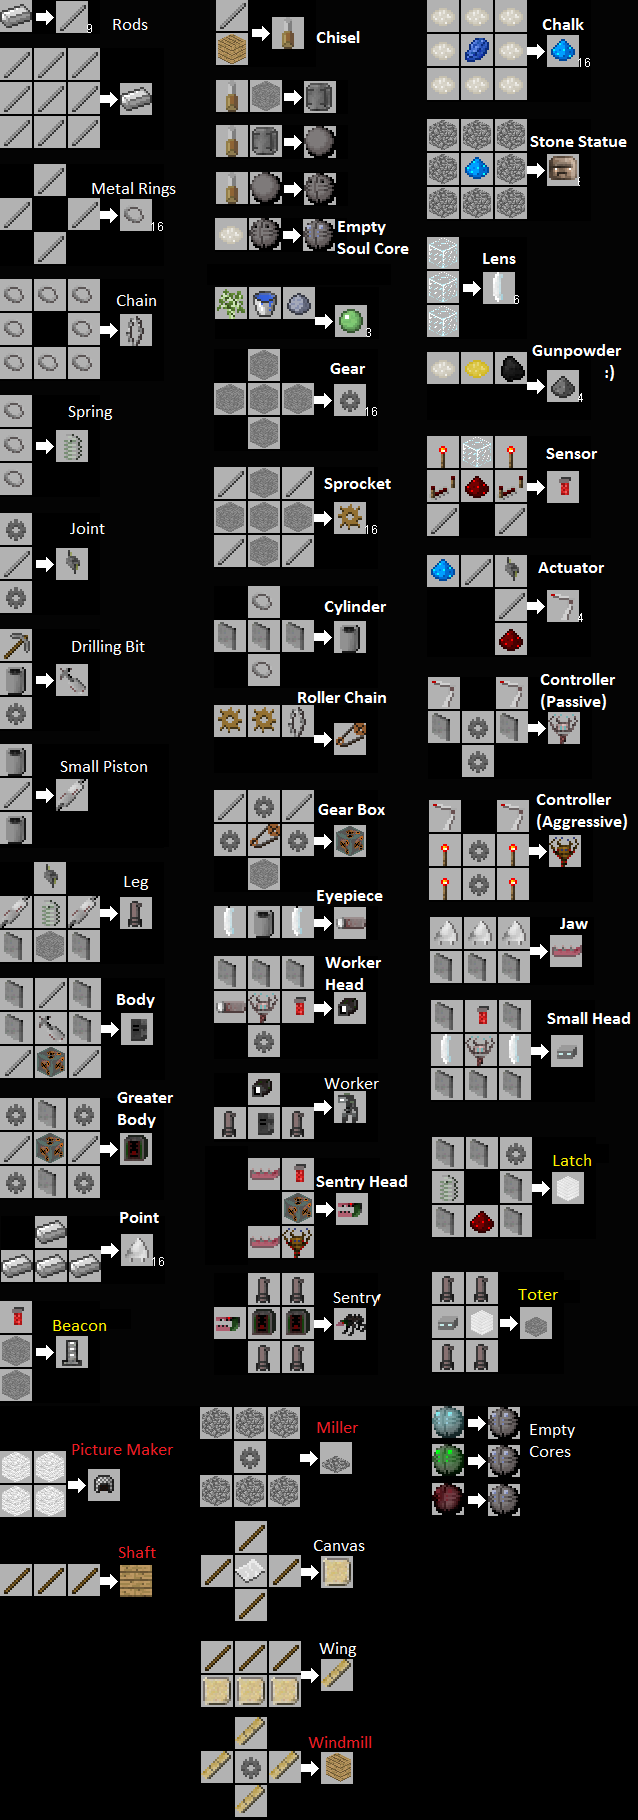 Rods
9
Metal Rings
16
Chain
Spring
Joint
Drilling Bit
Small Piston
Leg
Body
Greater
Body
Point
16
Beacon
Picture Maker
Shaft
Chisel
Empty
Soul Core
3
Gear
16
Sprocket
16
Cylinder
Roller Chain
Gear Box
Eyepiece
Worker
Head
Worker
Sentry Head
Sentry
Miller
Canvas
Wing
Windmill
Chalk
16
Stone Statue
Lens
6
Gunpowder
:)
4
Sensor
Actuator
4
Controller
(Passive)
Controller
(Aggressive)
Jaw
Small Head
Latch
Toter
Empty
Cores